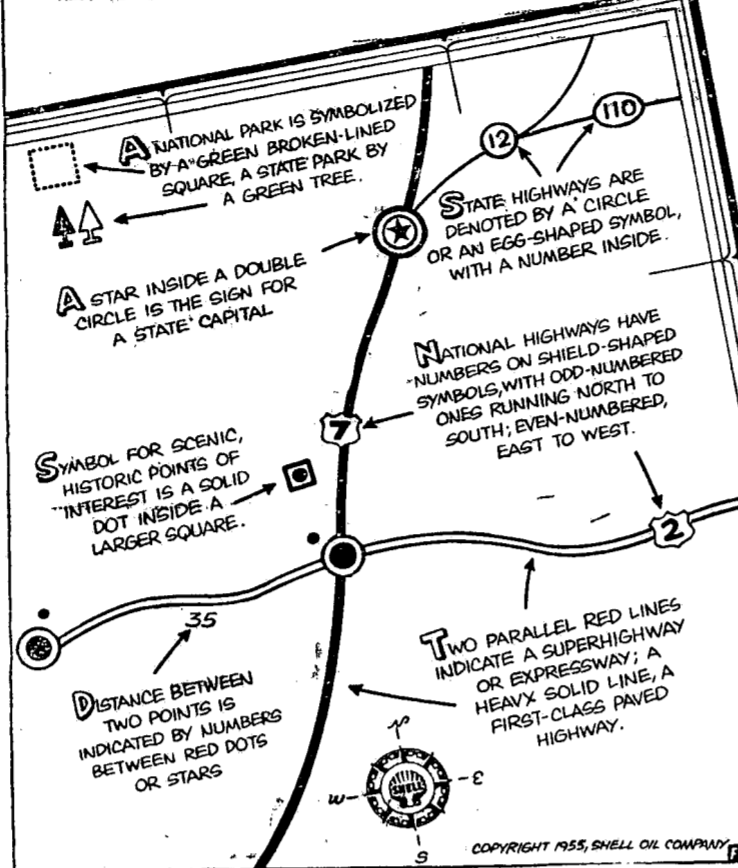 A NATIONAL PARK IS SYMBOLIZED
BY A GREEN BROKEN-LINED
SQUARE, A STATE PARK BY
A GREEN TREE.
12
110
STATE HIGHWAYS ARE
DENOTED BY A CIRCLE
OR AN EGG-SHAPED SYMBOL,
WITH A NUMBER INSIDE.
A STAR INSIDE A DOUBLE
CIRCLE IS THE SIGN FOR
A STATE CAPITAL
NATIONAL HIGHWAYS HAVE
NUMBERS ON SHIELD-SHAPED
SYMBOLS, WITH ODD-NUMBERED
ONES RUNNING NORTH TO
SOUTH; EVEN-NUMBERED,
EAST TO WEST.
7
SYMBOL FOR SCENIC,
HISTORIC POINTS OF
INTEREST IS A SOLID
DOT INSIDE A
LARGER SQUARE.
2
35
DISTANCE BETWEEN
TWO POINTS IS
INDICATED BY NUMBERS
BETWEEN RED DOTS
OR STARS
TWO PARALLEL RED LINES
INDICATE A SUPERHIGHWAY
OR EXPRESSWAY; A
HEAVY SOLID LINE, A
FIRST-CLASS PAVED
HIGHWAY.
N
W
SHELL
E
S
COPYRIGHT 1955, SHELL OIL COMPANY